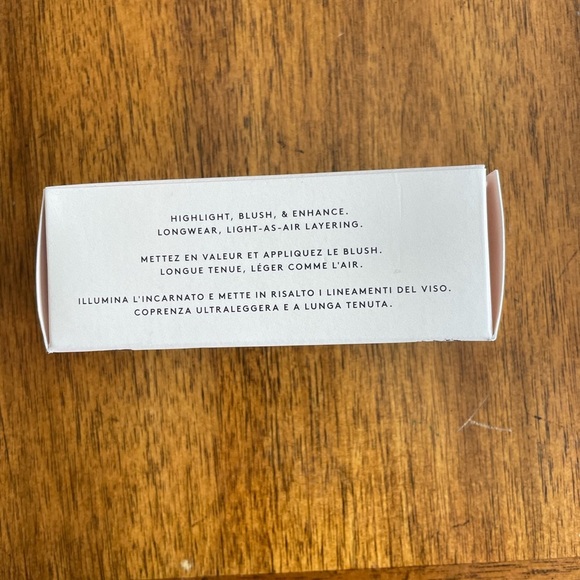 HIGHLIGHT, BLUSH, & ENHANCE.
LONGWEAR, LIGHT-AS-AIR LAYERING.
METTEZ EN VALEUR ET APPLIQUEZ LE BLUSH.
LONGUE TENUE, LÉGER COMME L'AIR.
ILLUMINA L'INCARNATO E METTE IN RISALTO I LINEAMENTI DEL VISO.
COPRENZA ULTRALEGGERA E A LUNGA TENUTA.